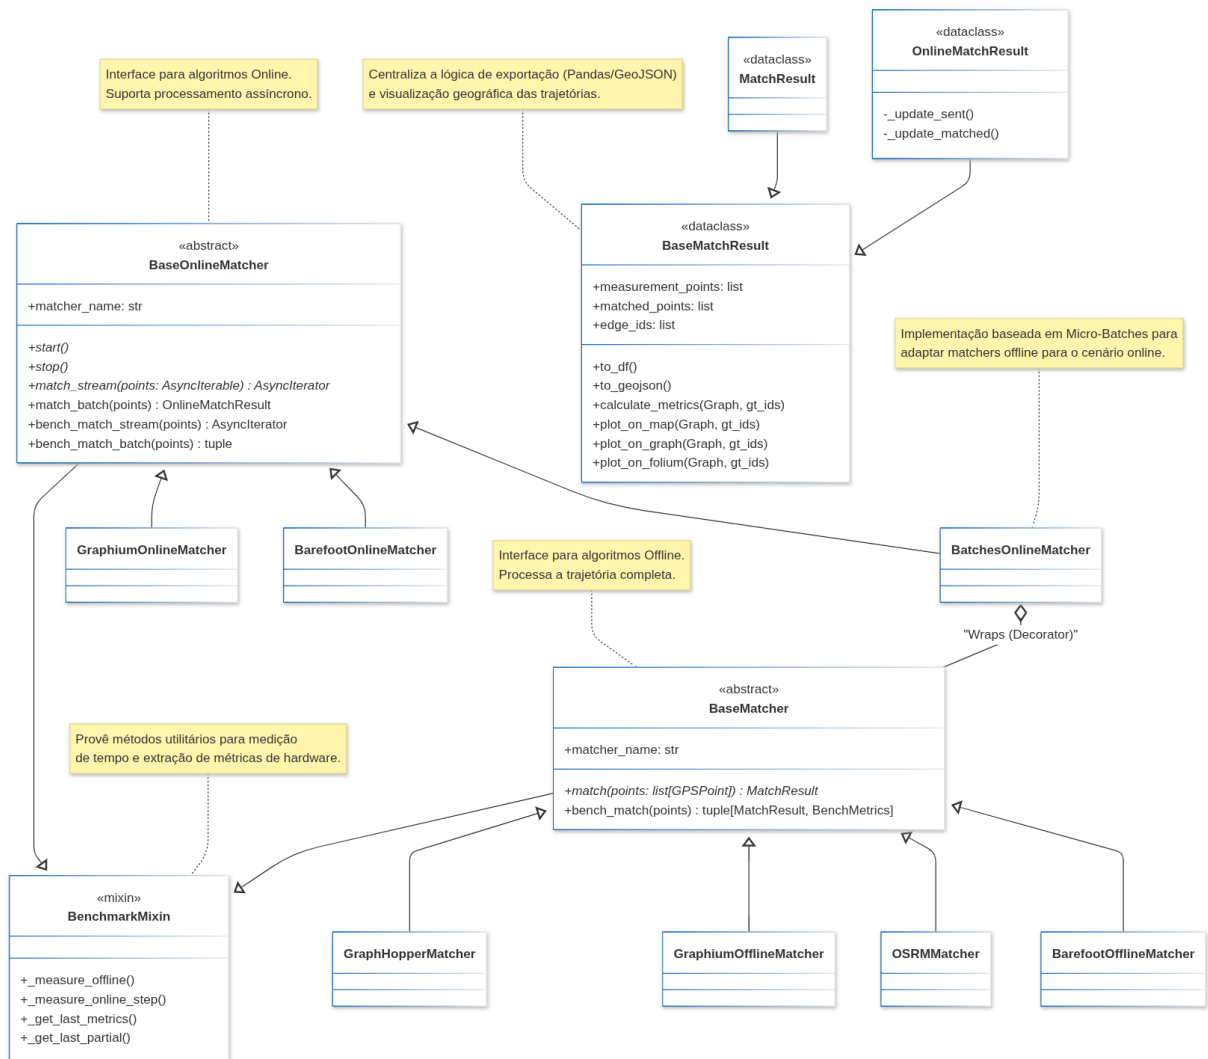 «dataclass»
OnlineMatchResult
-_update_sent()
-_update_matched()
«dataclass»
MatchResult
Interface para algoritmos Online.
Suporta processamento assíncrono.
Centraliza a lógica de exportação (Pandas/GeoJSON)
e visualização geográfica das trajetórias.
«abstract»
BaseOnlineMatcher
+matcher_name: str
+start()
+stop()
+match_stream(points: AsyncIterable) : AsyncIterator
+match_batch(points) : OnlineMatchResult
+bench_match_stream(points) : AsyncIterator
+bench_match_batch(points) : tuple
«dataclass»
BaseMatchResult
+measurement_points: list
+matched_points: list
+edge_ids: list
+to_df()
+to_geojson()
+calculate_metrics(Graph, gt_ids)
+plot_on_map(Graph, gt_ids)
+plot_on_graph(Graph, gt_ids)
+plot_on_folium(Graph, gt_ids)
Implementação baseada em Micro-Batches para
adaptar matchers offline para o cenário online.
GraphiumOnlineMatcher
BarefootOnlineMatcher
Interface para algoritmos Offline.
Processa a trajetória completa.
BatchesOnlineMatcher
"Wraps (Decorator)"
«abstract»
BaseMatcher
+matcher_name: str
+match(points: list[GPSPoint]) : MatchResult
+bench_match(points) : tuple[MatchResult, BenchMetrics]
Provê métodos utilitários para medição
de tempo e extração de métricas de hardware.
«mixin»
BenchmarkMixin
+_measure_offline()
+_measure_online_step()
+_get_last_metrics()
+_get_last_partial()
GraphHopperMatcher
GraphiumOfflineMatcher
OSRMMatcher
BarefootOfflineMatcher